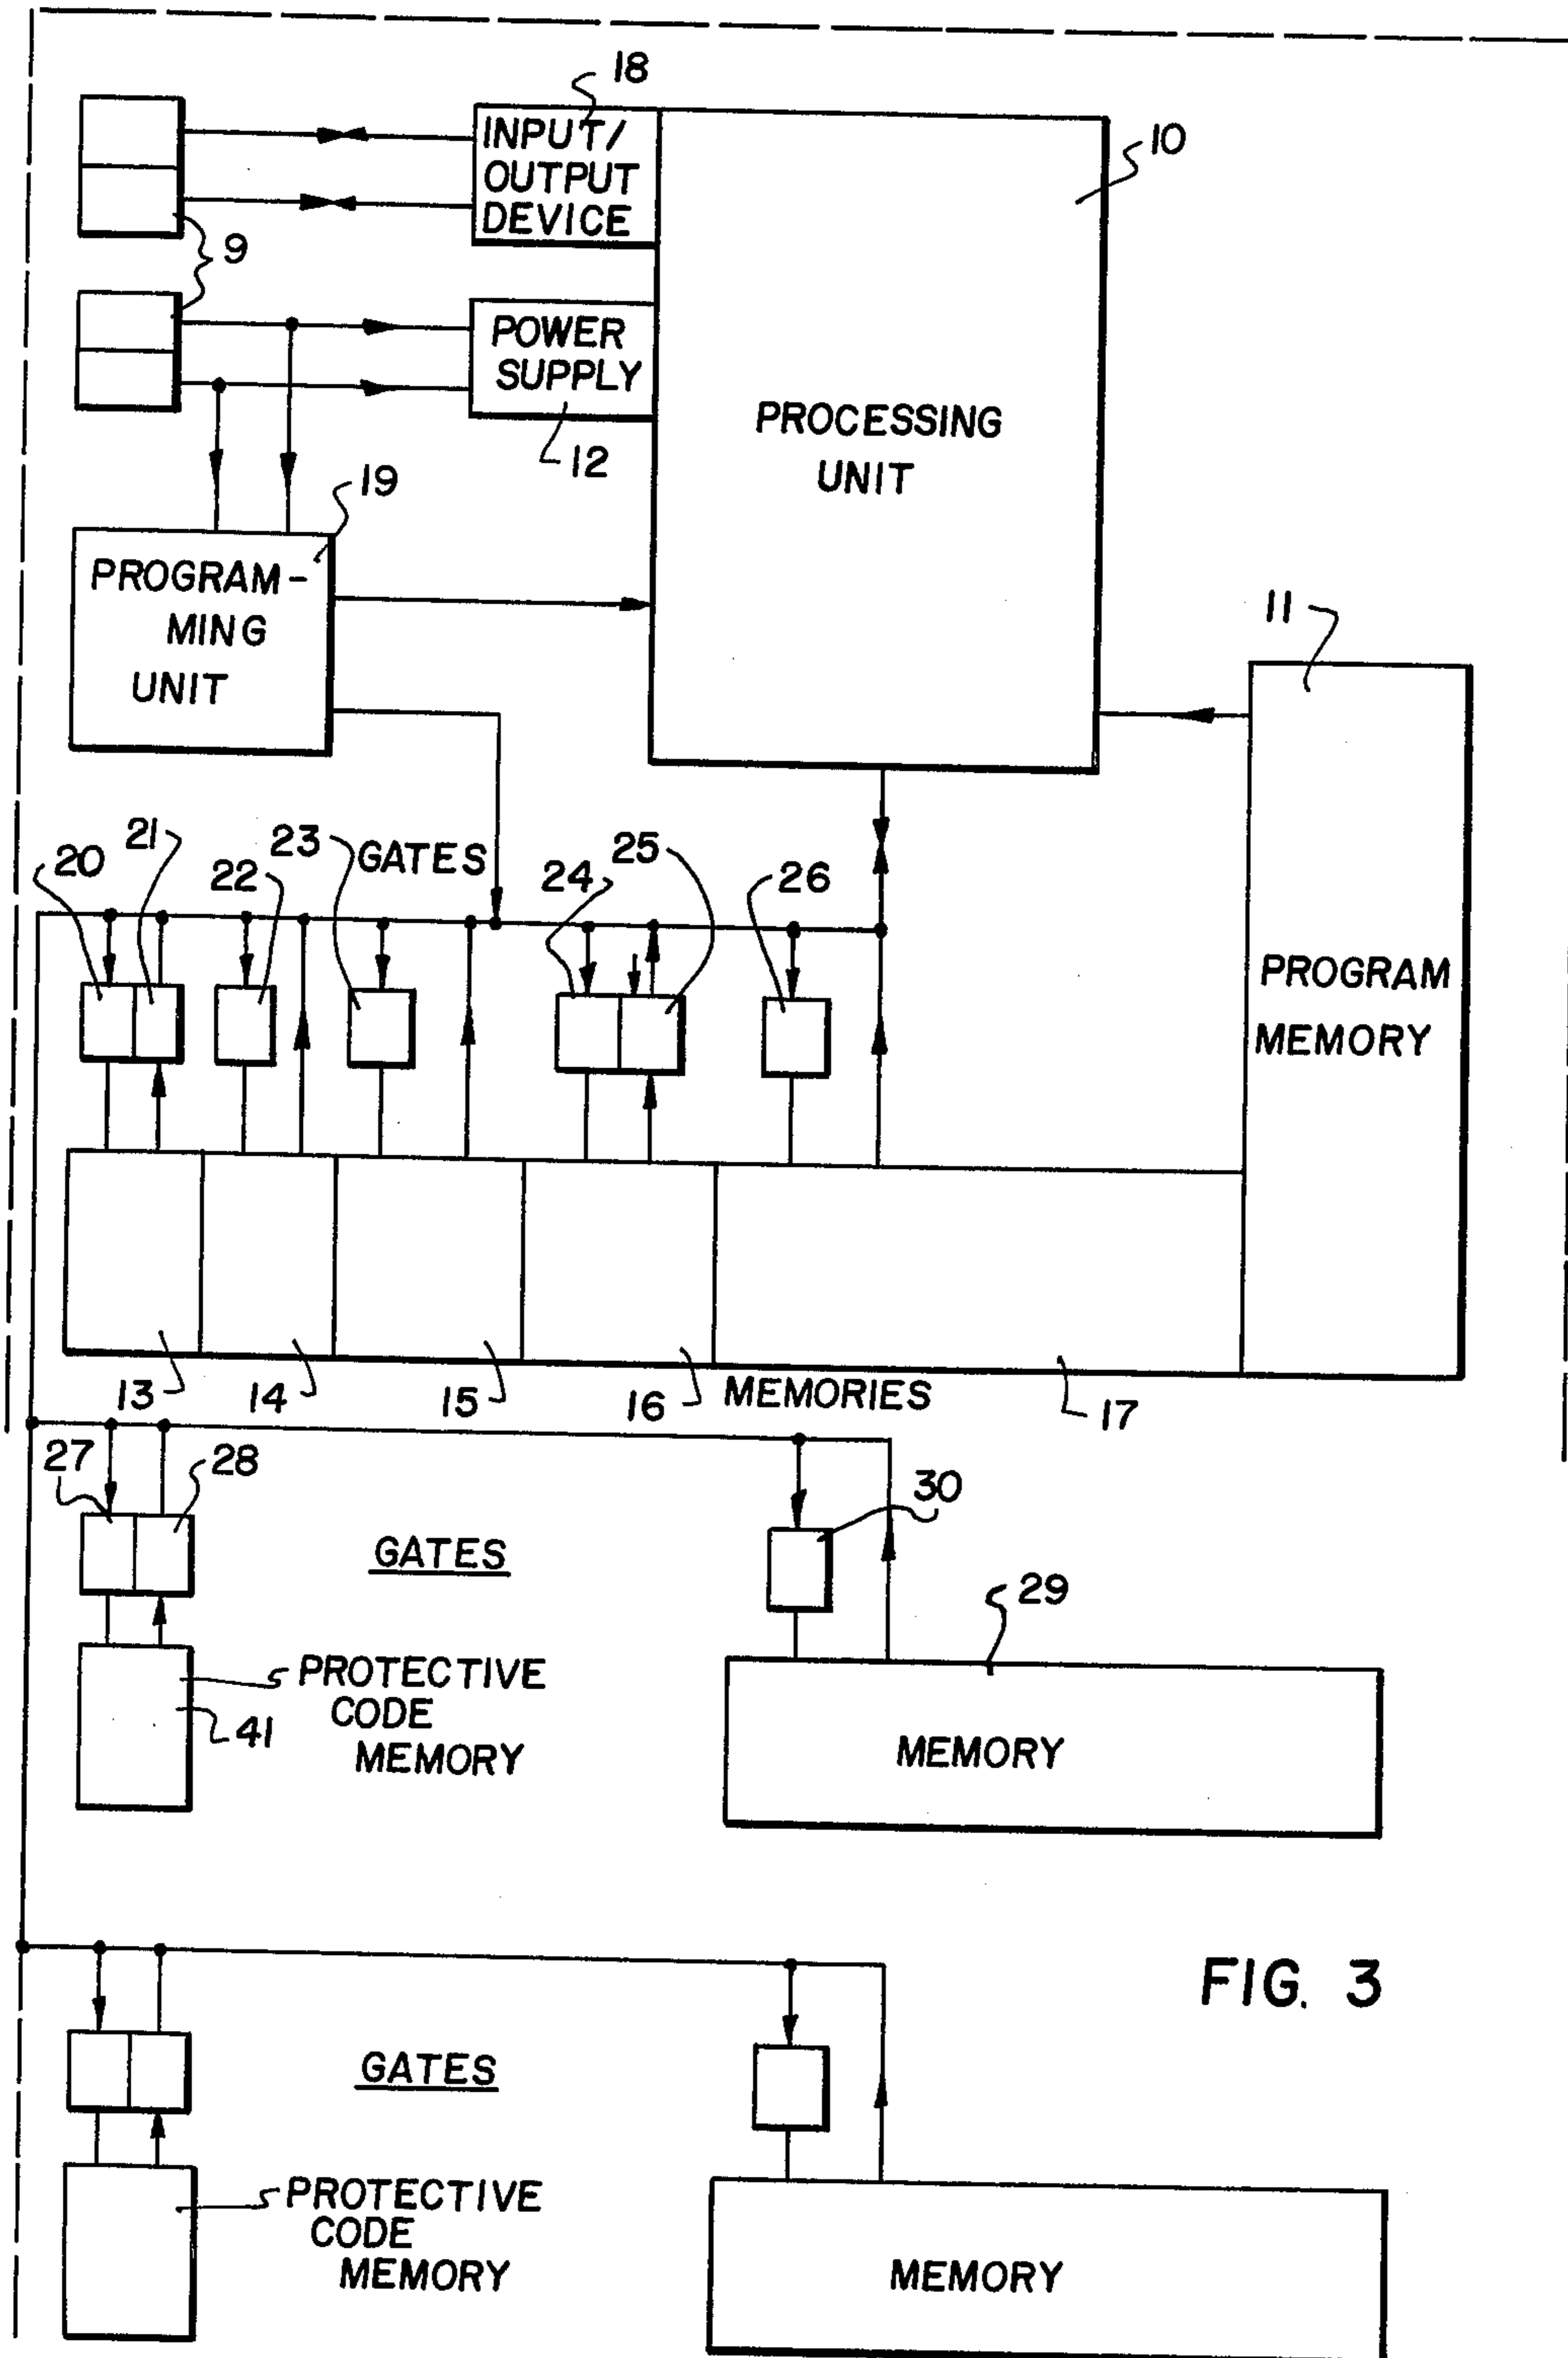 18
INPUT/
OUTPUT
DEVICE
10
9
POWER
SUPPLY
12
PROCESSING
UNIT
19
PROGRAM-
MING
UNIT
11
20
21
22
23
GATES
24
25
26
PROGRAM
MEMORY
13
14
15
16
MEMORIES
17
27
28
30
GATES
29
PROTECTIVE
CODE
MEMORY
41
MEMORY
FIG. 3
GATES
PROTECTIVE
CODE
MEMORY
MEMORY